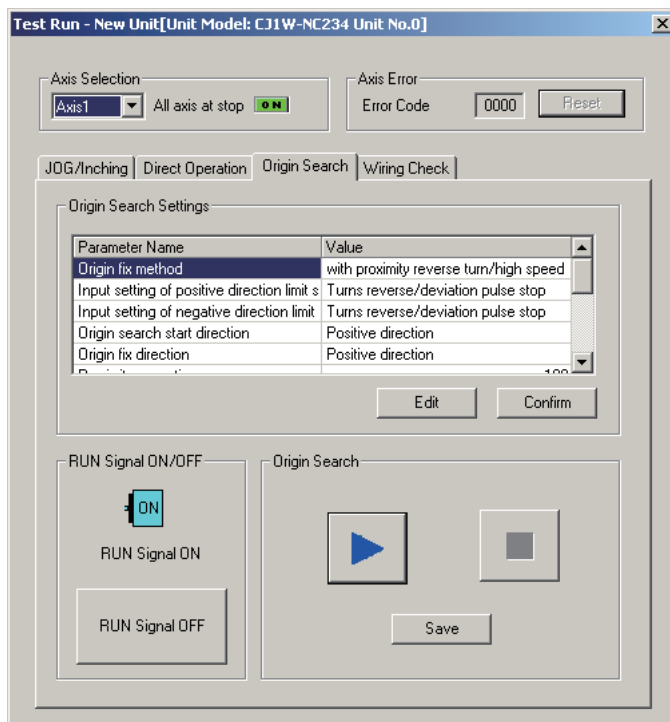 Test Run - New Unit[Unit Model: CJ1W-NC234 Unit No.0]
Axis Selection
Axis1
All axis at stop
ON
Axis Error
Error Code
0000
Reset
JOG/Inching
Direct Operation
Origin Search
Wiring Check
Origin Search Settings
Parameter Name Value
Origin fix method with proximity reverse turn/high speed
Input setting of positive direction limit s Turns reverse/deviation pulse stop
Input setting of negative direction limit Turns reverse/deviation pulse stop
Origin search start direction Positive direction
Origin fix direction Positive direction
Edit
Confirm
RUN Signal ON/OFF
ON
RUN Signal ON
RUN Signal OFF
Origin Search
Save